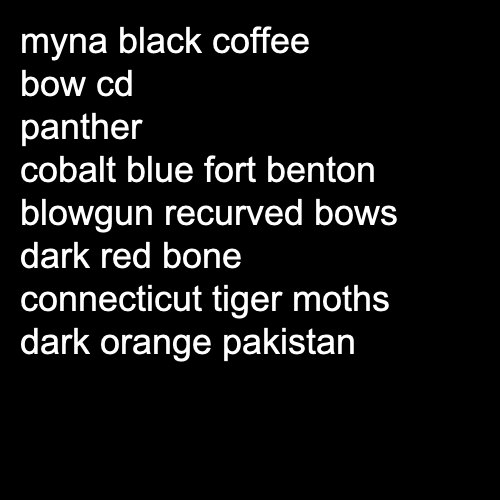 myna black coffee
bow cd
panther
cobalt blue fort benton
blowgun recurved bows
dark red bone
connecticut tiger moths
dark orange pakistan